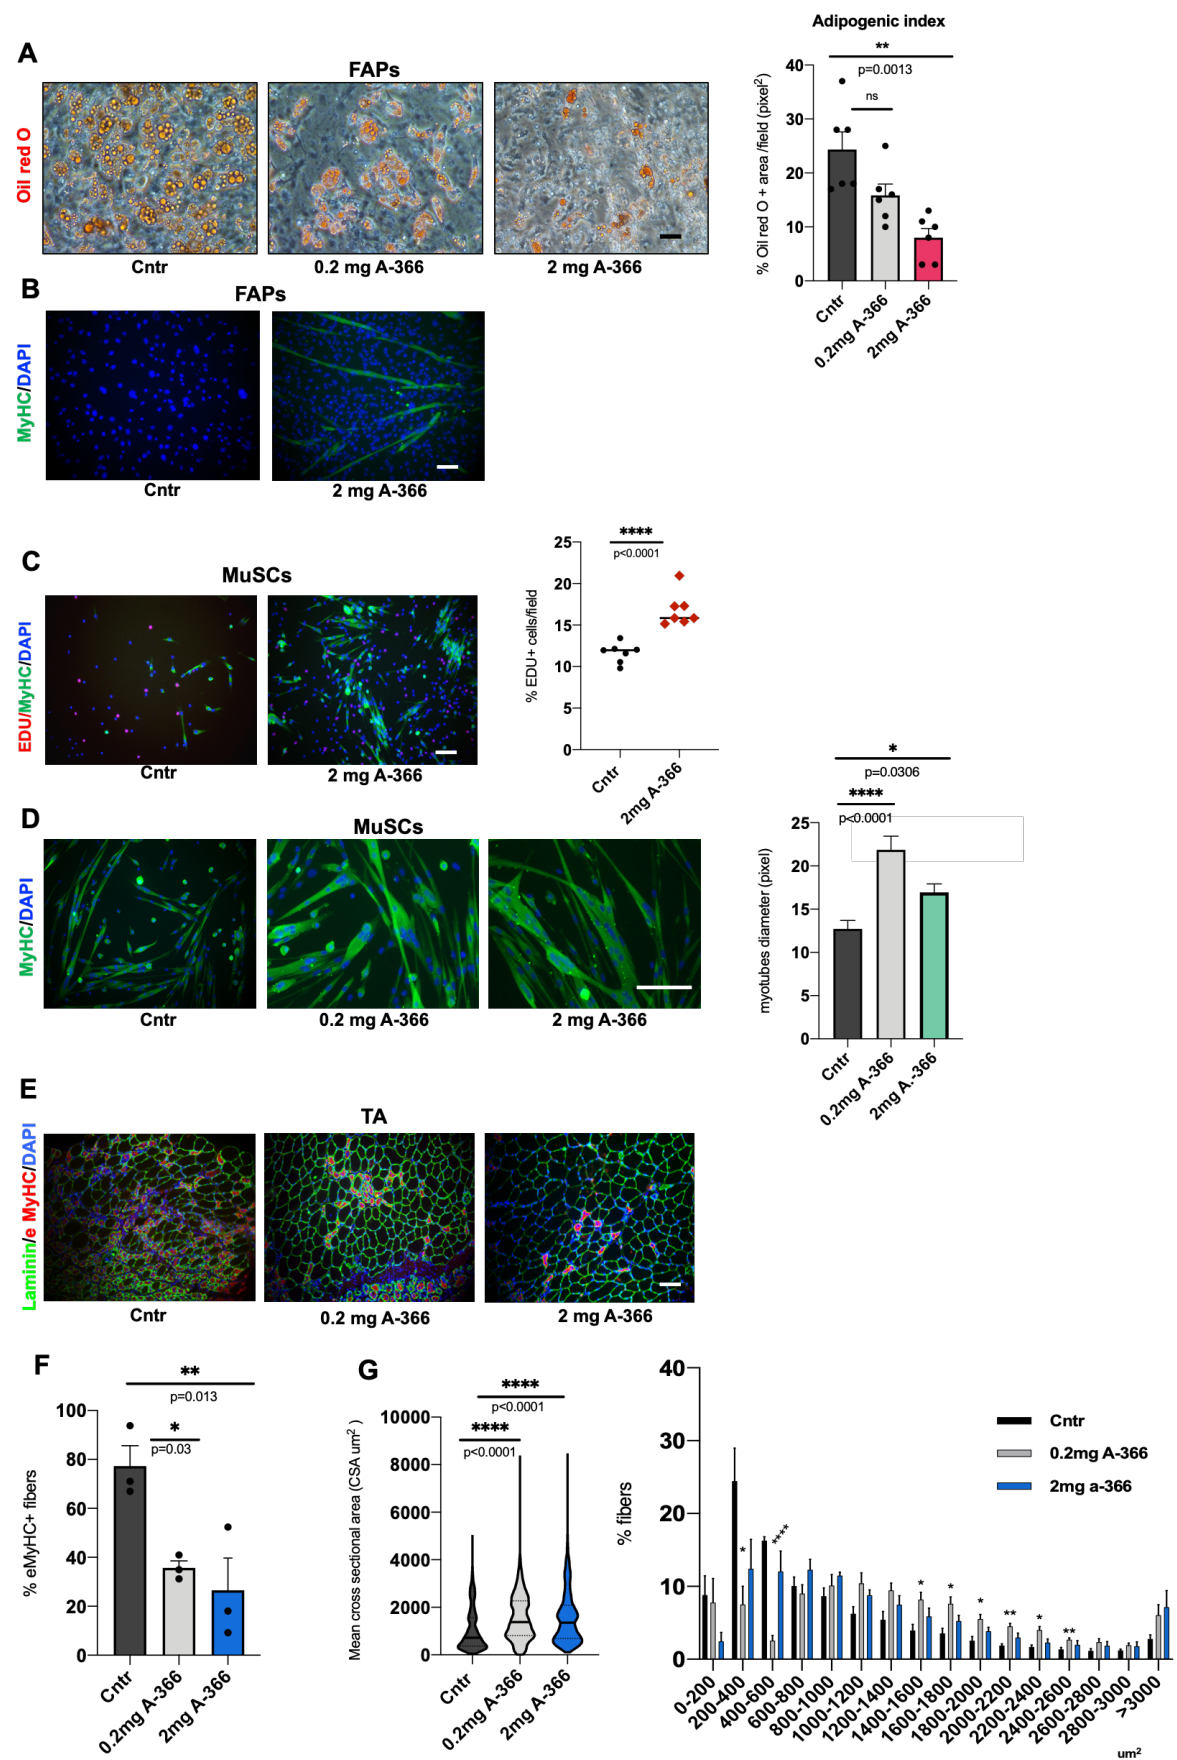 A
FAPs
Oil red O
Cntr
0.2 mg A-366
2 mg A-366
Adipogenic index
**
p=0.0013
ns
% Oil red O + area /field (pixel²)
40
30
20
10
0
Cntr
0.2mg A-366
2mg A-366
B
FAPs
MyHC/DAPI
Cntr
2 mg A-366
C
MuSCs
EDU/MyHC/DAPI
Cntr
2 mg A-366
****
p<0.0001
% EDU+ cells/field
25
20
15
10
5
0
Cntr
2mg A-366
D
MuSCs
MyHC/DAPI
Cntr
0.2 mg A-366
2 mg A-366
*
p=0.0306
****
p<0.0001
myotubes diameter (pixel)
25
20
15
10
5
0
Cntr
0.2mg A-366
2mg A.-366
E
TA
Laminin/e MyHC/DAPI
Cntr
0.2 mg A-366
2 mg A-366
F
**
p=0.013
*
p=0.03
% eMyHC+ fibers
100
80
60
40
20
0
Cntr
0.2mg A-366
2mg A-366
G
****
p<0.0001
****
p<0.0001
Mean cross sectional area (CSA um²)
10000
8000
6000
4000
2000
0
Cntr
0.2mg A-366
2mg A-366
% fibers
40
30
20
10
0
Cntr
0.2mg A-366
2mg a-366
*
****
*
*
*
**
*
**
0-200
200-400
400-600
600-800
800-1000
1000-1200
1200-1400
1400-1600
1600-1800
1800-2000
2000-2200
2200-2400
2400-2600
2600-2800
2800-3000
>3000
um²